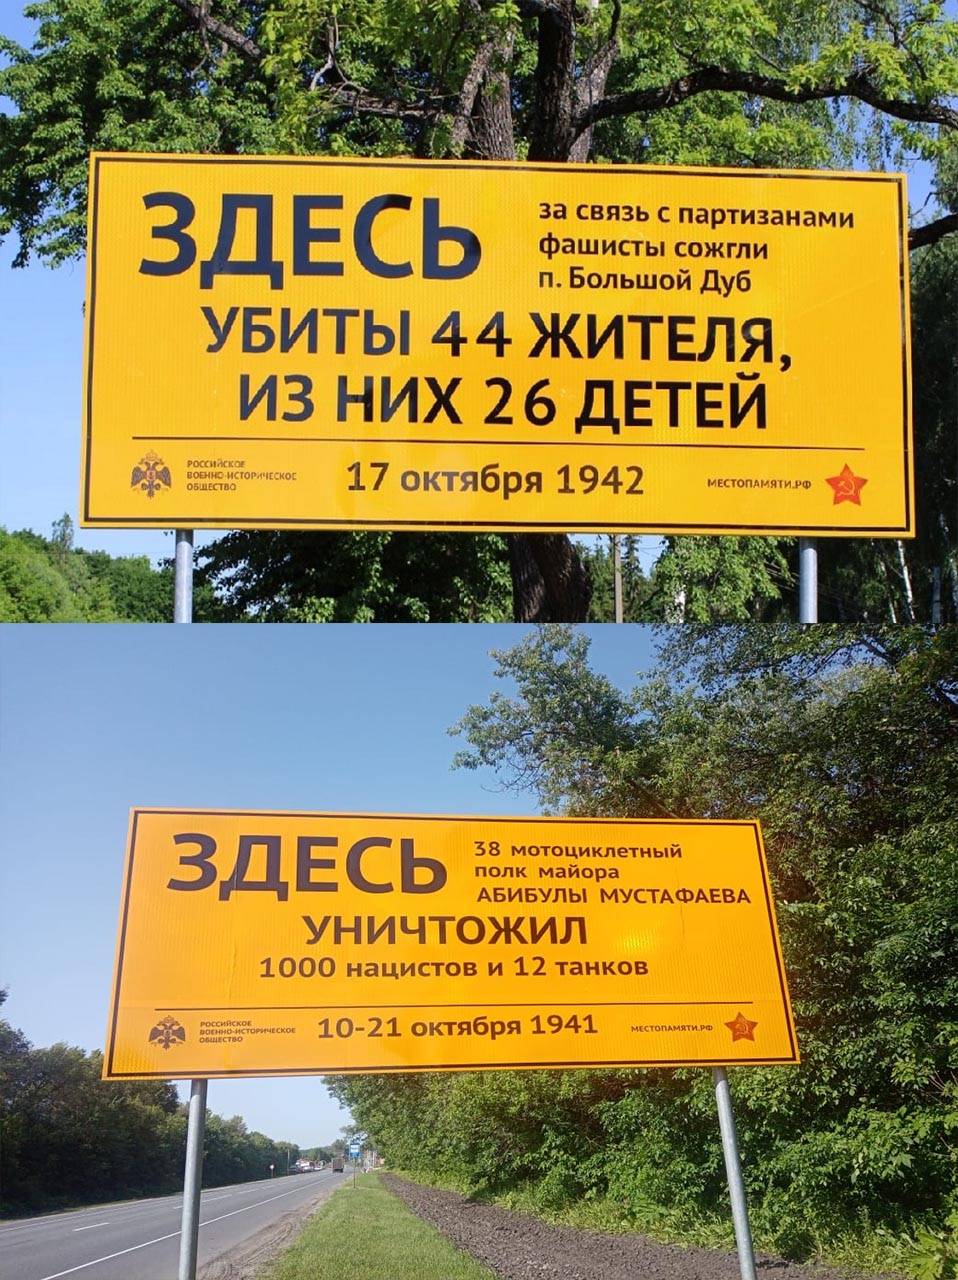 ЗДЕСЬ
за связь с партизанами
фашисты сожгли
п. Большой Дуб
УБИТЫ 44 ЖИТЕЛЯ,
ИЗ НИХ 26 ДЕТЕЙ
РОССИЙСКОЕ
ВОЕННО-ИСТОРИЧЕСКОЕ
ОБЩЕСТВО
17 октября 1942
МЕСТОПАМЯТИ.РФ
ЗДЕСЬ
38 мотоциклетный
полк майора
АБИБУЛЫ МУСТАФАЕВА
УНИЧТОЖИЛ
1000 нацистов и 12 танков
РОССИЙСКОЕ
ВОЕННО-ИСТОРИЧЕСКОЕ
ОБЩЕСТВО
10-21 октября 1941
МЕСТОПАМЯТИ.РФ